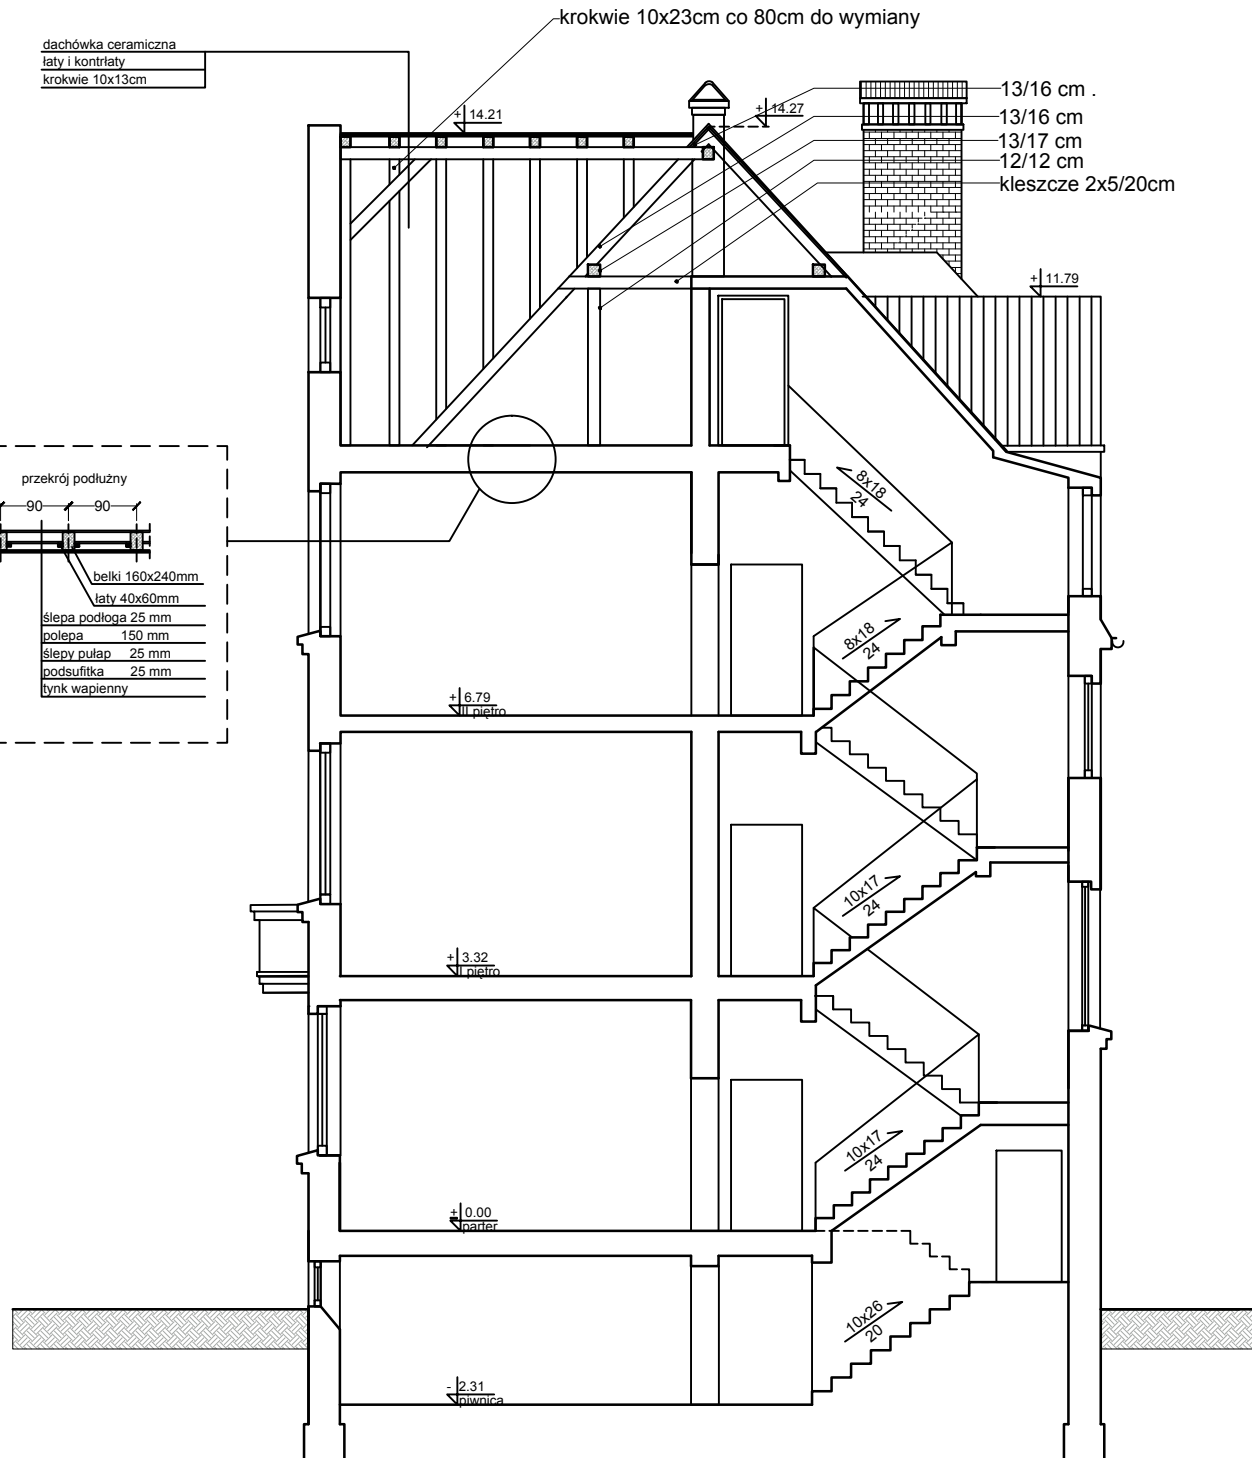 krokwie 10x23cm co 80cm do wymiany
dachówka ceramiczna
łaty i kontrłaty
krokwie 10x13cm
+ 14.21
+ 14.27
13/16 cm .
13/16 cm
13/17 cm
12/12 cm
kleszcze 2x5/20cm
+ 11.79
przekrój podłużny
90 90
belki 160x240mm
łaty 40x60mm
ślepa podłoga 25 mm
polepa 150 mm
ślepy pułap 25 mm
podsufitka 25 mm
tynk wapienny
8x18
24
8x18
24
+ 6.79
II piętro
10x17
24
+ 3.32
I piętro
10x17
24
± 0.00
parter
10x26
20
- 2.31
piwnica